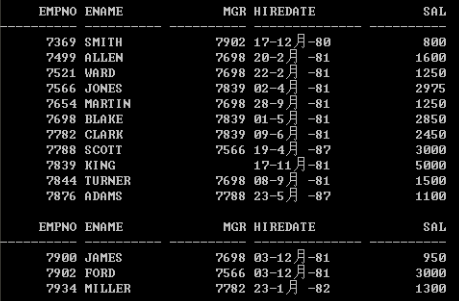 EMPNO ENAME MGR HIREDATE SAL
---------- ---------- ---------- -------------- ----------
7369 SMITH 7902 17-12月-80 800
7499 ALLEN 7698 20-2月 -81 1600
7521 WARD 7698 22-2月 -81 1250
7566 JONES 7839 02-4月 -81 2975
7654 MARTIN 7698 28-9月 -81 1250
7698 BLAKE 7839 01-5月 -81 2850
7782 CLARK 7839 09-6月 -81 2450
7788 SCOTT 7566 19-4月 -87 3000
7839 KING 17-11月-81 5000
7844 TURNER 7698 08-9月 -81 1500
7876 ADAMS 7788 23-5月 -87 1100
EMPNO ENAME MGR HIREDATE SAL
---------- ---------- ---------- -------------- ----------
7900 JAMES 7698 03-12月-81 950
7902 FORD 7566 03-12月-81 3000
7934 MILLER 7782 23-1月 -82 1300